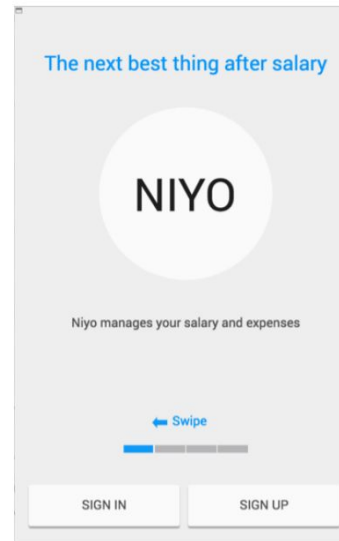 The next best thing after salary
NIYO
Niyo manages your salary and expenses
Swipe
SIGN IN
SIGN UP